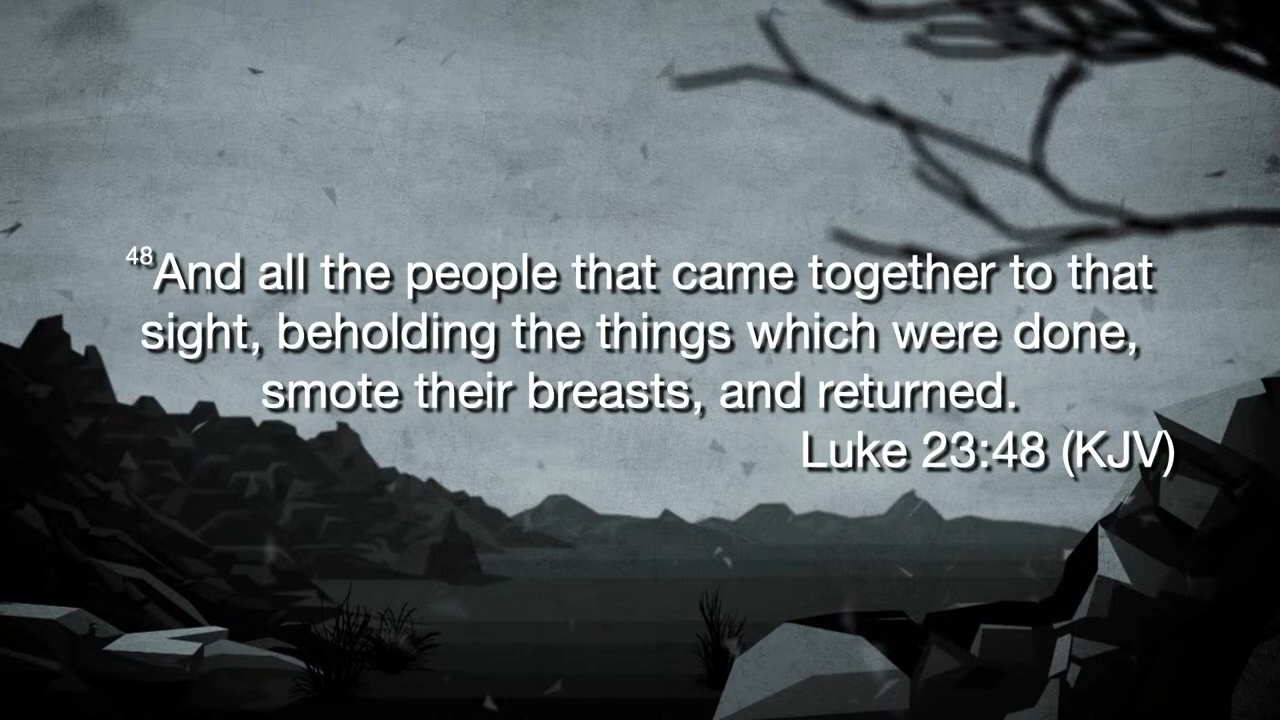 48And all the people that came together to that
sight, beholding the things which were done,
smote their breasts, and returned.
Luke 23:48 (KJV)